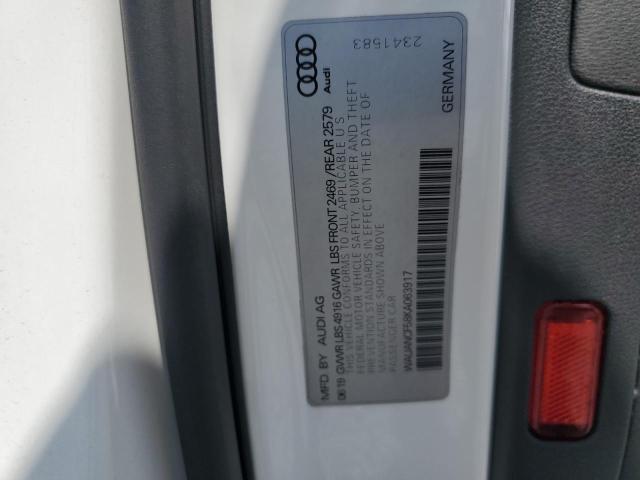 MFD BY AUDI AG
06 19 GVWR LBS 4916 GAWR LBS FRONT 2469 / REAR 2579
THIS VEHICLE CONFORMS TO ALL APPLICABLE U S
FEDERAL MOTOR VEHICLE SAFETY, BUMPER AND THEFT
PREVENTION STANDARDS IN EFFECT ON THE DATE OF
MANUFACTURE SHOWN ABOVE
PASSENGER CAR
WAUANCF58KA063917
Audi
2341583
GERMANY